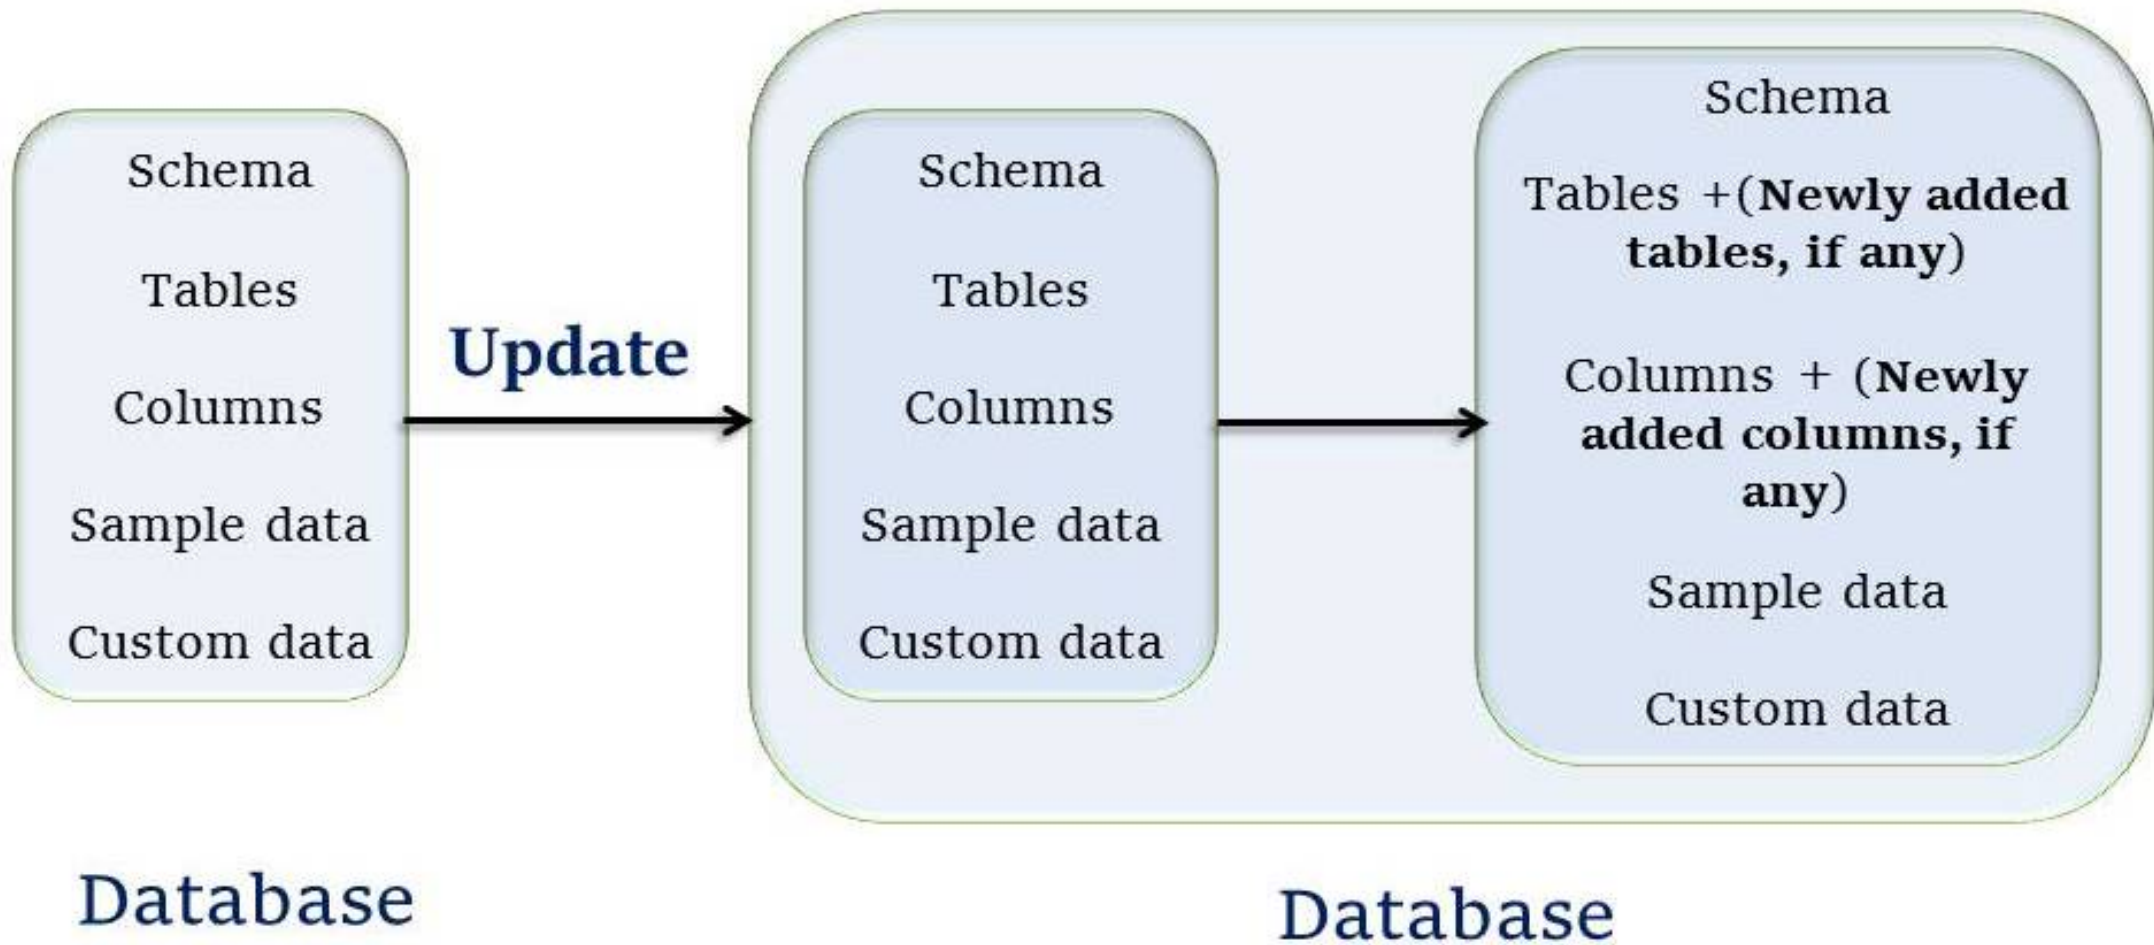 Schema
Tables
Columns
Sample data
Custom data
Database
Update
Schema
Tables
Columns
Sample data
Custom data
Schema
Tables +(Newly added
tables, if any)
Columns + (Newly
added columns, if
any)
Sample data
Custom data
Database